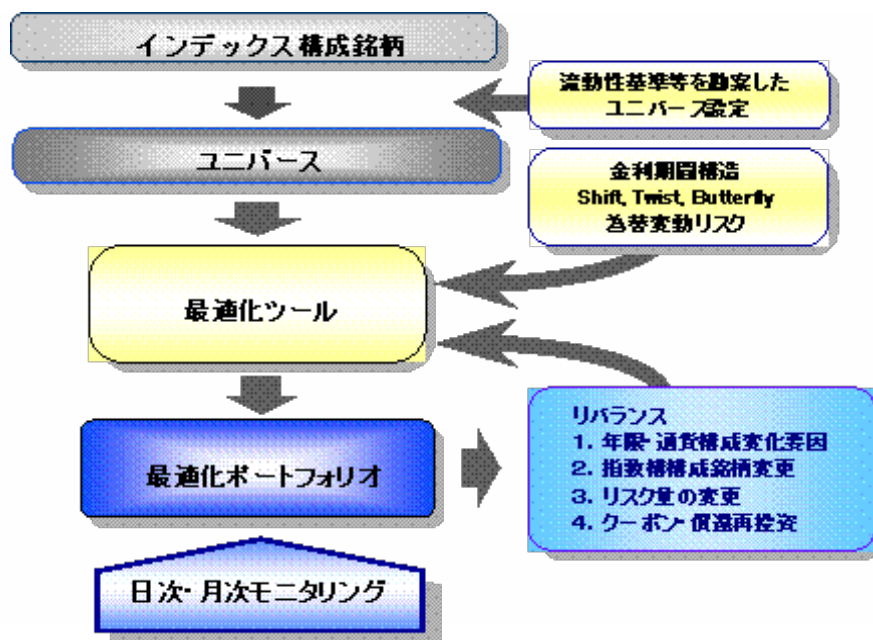 インデックス構成銘柄
流動性基準等を勘案した
ユニバース設定
ユニバース
金利期間構造
Shift, Twist, Butterfly
為替変動リスク
最適化ツール
最適化ポートフォリオ
リバランス
1. 年限・通貨構成変化要因
2. 指数構構成銘柄変更
3. リスク量の変更
4. クーポン・償還再投資
日次・月次モニタリング